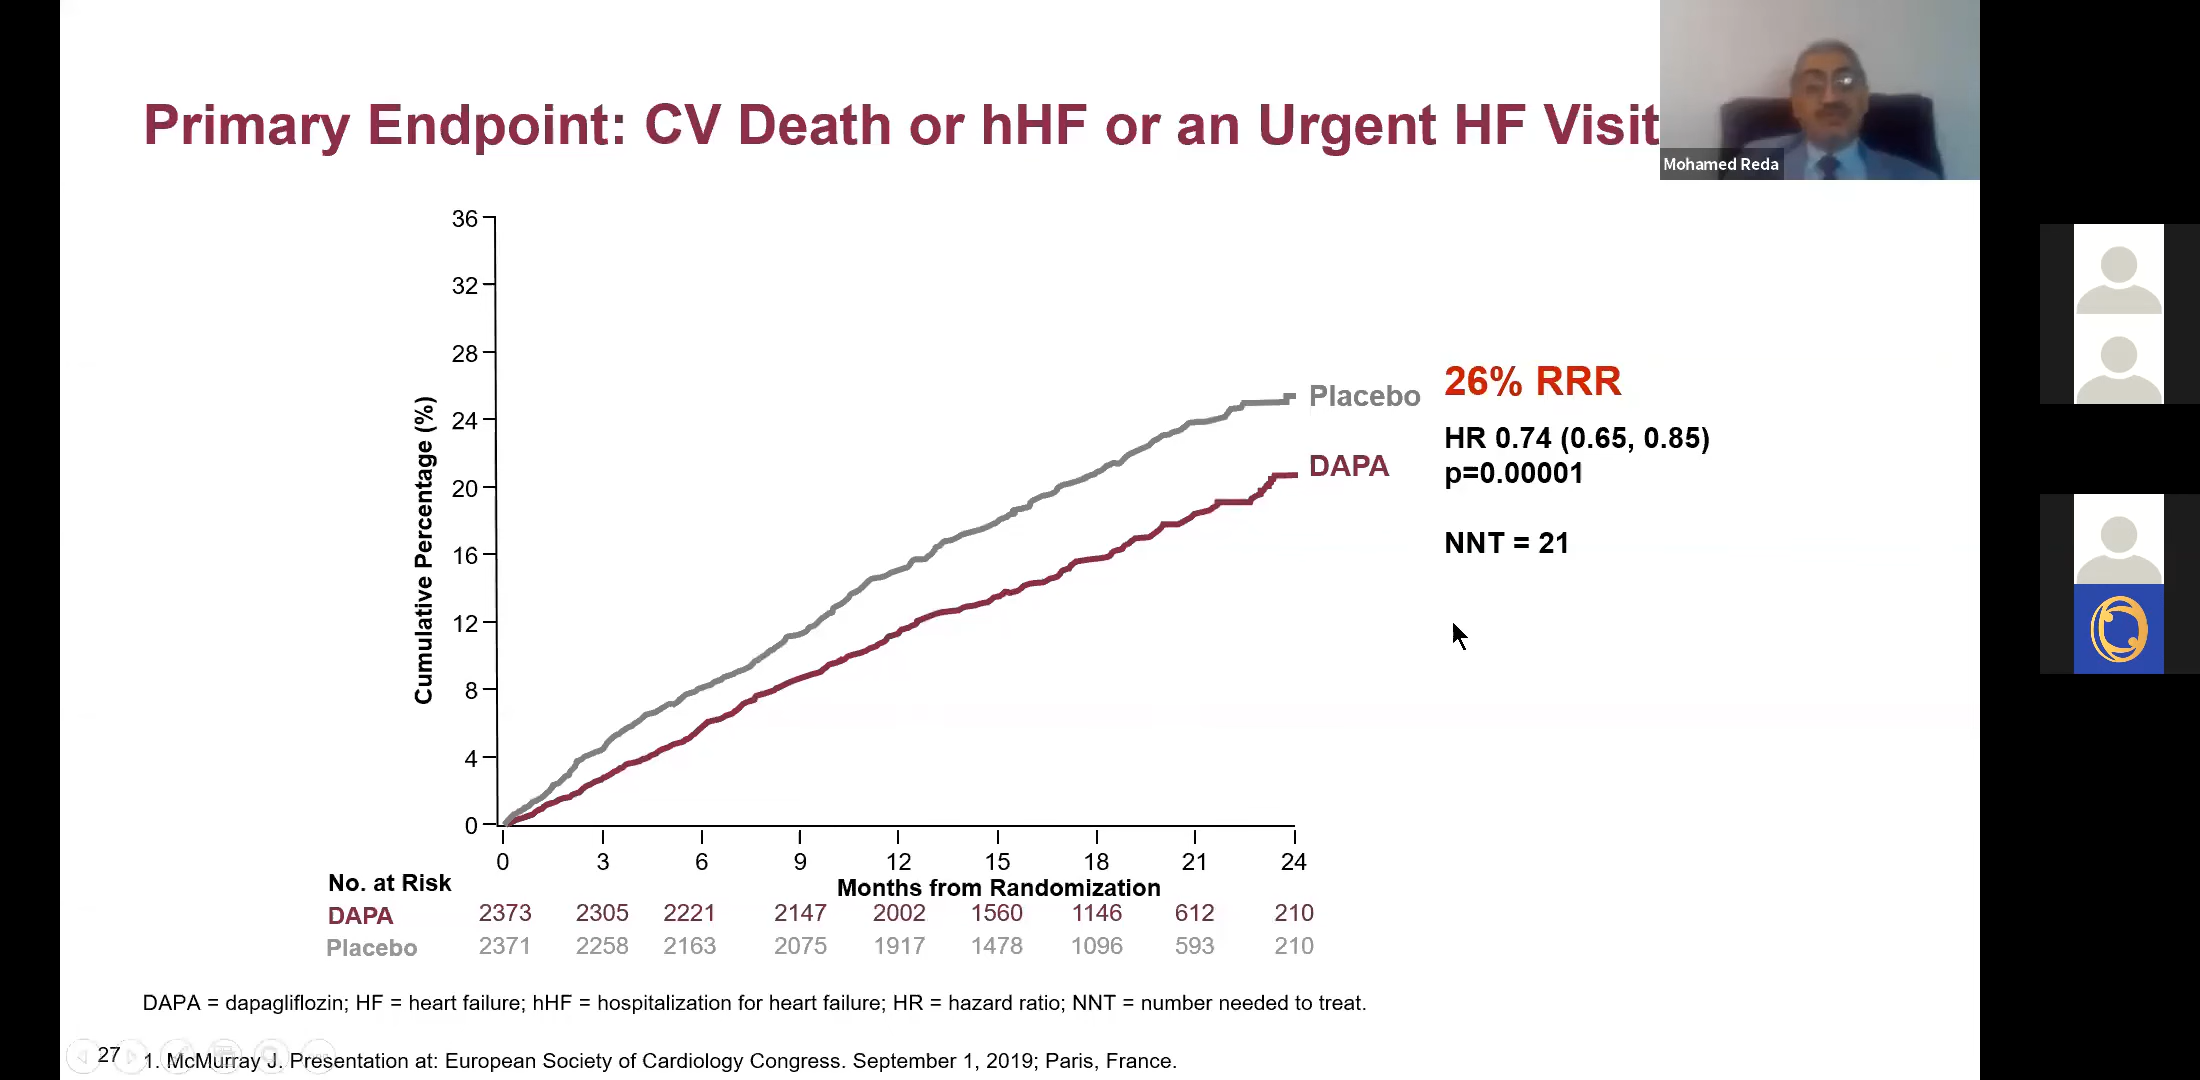 Primary Endpoint: CV Death or hHF or an Urgent HF Visit
Mohamed Reda
Cumulative Percentage (%)
36
32
28
24
20
16
12
8
4
0
Placebo
DAPA
26% RRR
HR 0.74 (0.65, 0.85)
p=0.00001
NNT = 21
0 3 6 9 12 15 18 21 24
Months from Randomization
No. at Risk
DAPA 2373 2305 2221 2147 2002 1560 1146 612 210
Placebo 2371 2258 2163 2075 1917 1478 1096 593 210
DAPA = dapagliflozin; HF = heart failure; hHF = hospitalization for heart failure; HR = hazard ratio; NNT = number needed to treat.
27
1. McMurray J. Presentation at: European Society of Cardiology Congress. September 1, 2019; Paris, France.